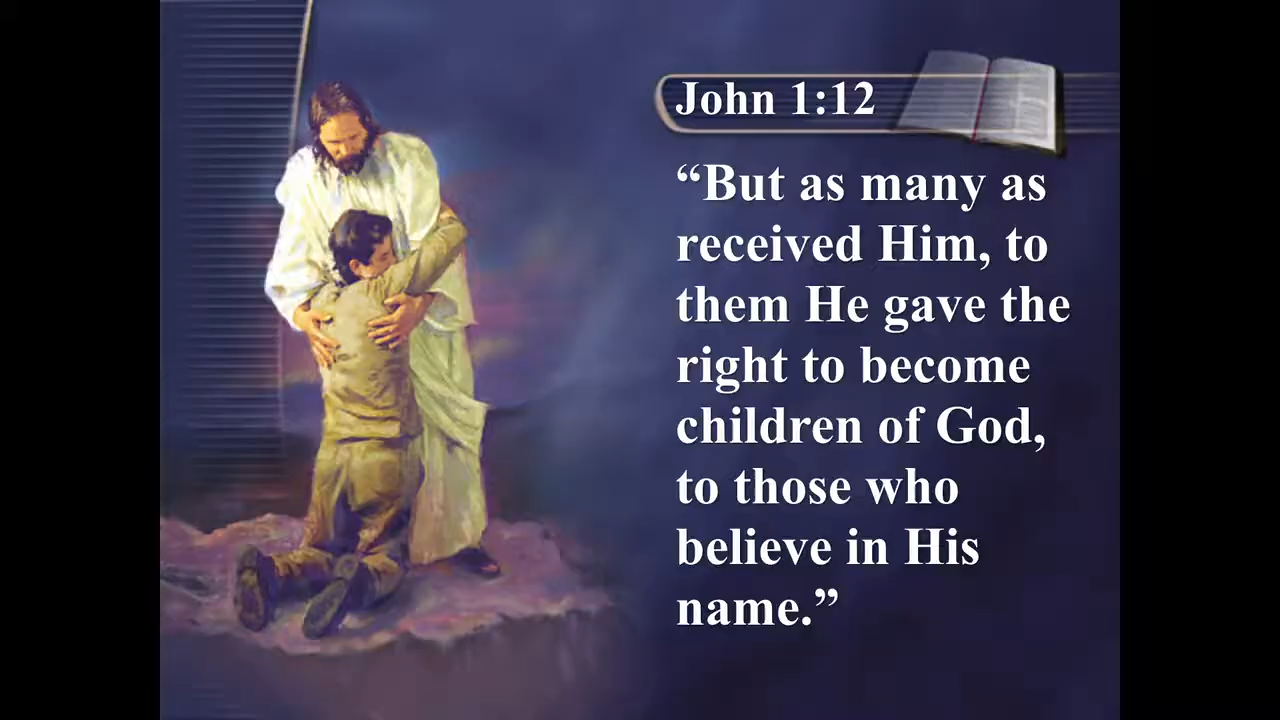 John 1:12
“But as many as
received Him, to
them He gave the
right to become
children of God,
to those who
believe in His
name.”